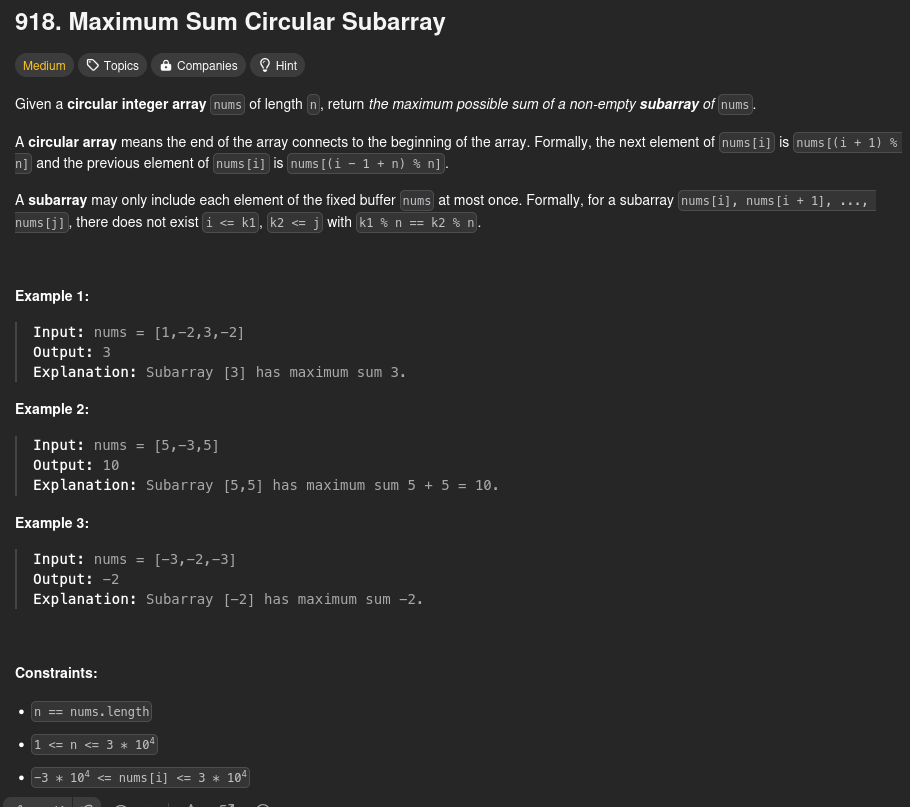 918. Maximum Sum Circular Subarray
Medium Topics Companies Hint
Given a circular integer array nums of length n, return the maximum possible sum of a non-empty subarray of nums.
A circular array means the end of the array connects to the beginning of the array. Formally, the next element of nums[i] is nums[(i + 1) %
n] and the previous element of nums[i] is nums[(i - 1 + n) % n].
A subarray may only include each element of the fixed buffer nums at most once. Formally, for a subarray nums[i], nums[i + 1], ...,
nums[j], there does not exist i <= k1, k2 <= j with k1 % n == k2 % n.
Example 1:
Input: nums = [1,-2,3,-2]
Output: 3
Explanation: Subarray [3] has maximum sum 3.
Example 2:
Input: nums = [5,-3,5]
Output: 10
Explanation: Subarray [5,5] has maximum sum 5 + 5 = 10.
Example 3:
Input: nums = [-3,-2,-3]
Output: -2
Explanation: Subarray [-2] has maximum sum -2.
Constraints:
• n == nums.length
• 1 <= n <= 3 * 10⁴
• -3 * 10⁴ <= nums[i] <= 3 * 10⁴